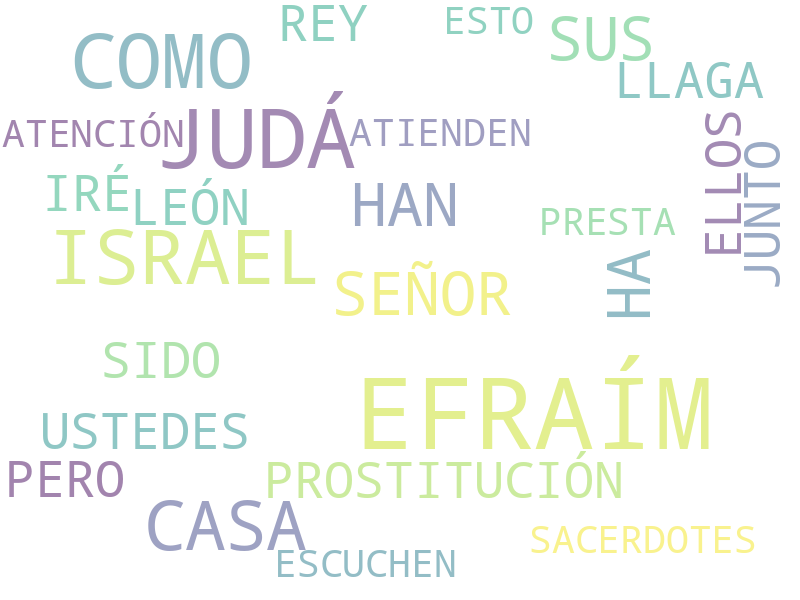 REY
ESTO
SUS
COMO
LLAGA
ATENCIÓN
JUDÁ
ATIENDEN
ELLOS
JUNTO
IRÉ
LEÓN
HAN
PRESTA
ISRAEL
SEÑOR
HA
SIDO
EFRAÍM
USTEDES
PERO
PROSTITUCIÓN
CASA
SACERDOTES
ESCUCHEN